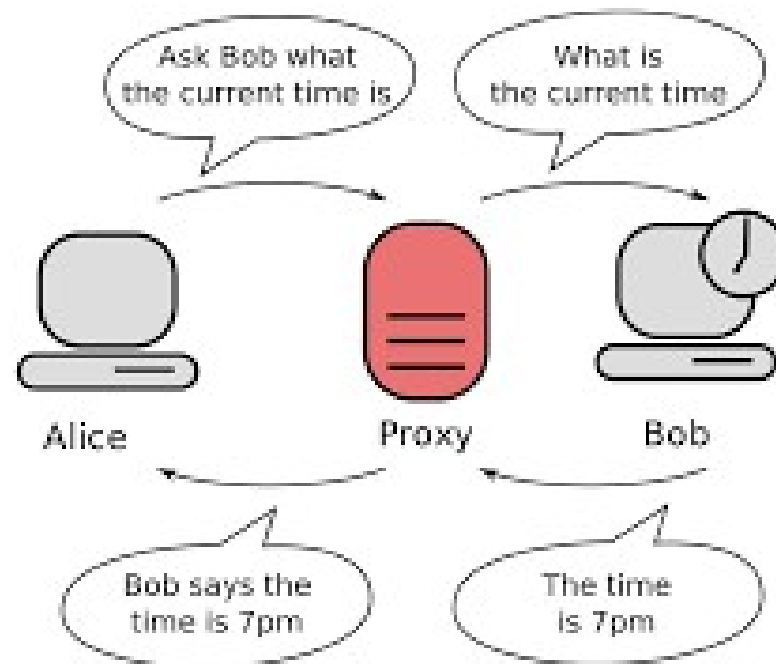 Ask Bob what
the current time is
What is
the current time
Alice
Proxy
Bob
Bob says the
time is 7pm
The time
is 7pm